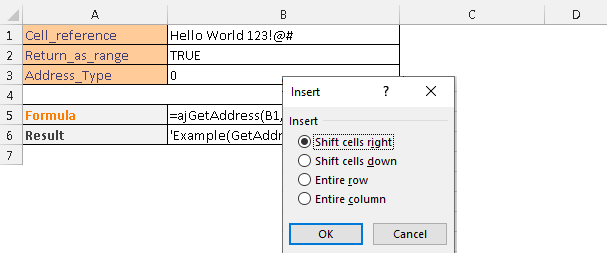 A B C D
1 Cell_reference Hello World 123!@#
2 Return_as_range TRUE
3 Address_Type 0
4
Insert ? ×
5 Formula =ajGetAddress(B1,
Insert
6 Result 'Example(GetAddr
Shift cells right
7
Shift cells down
Entire row
Entire column
OK Cancel